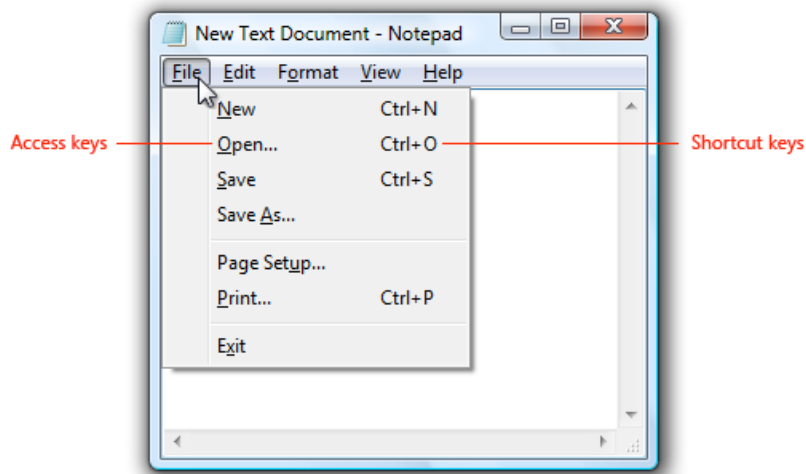 New Text Document - Notepad
File Edit Format View Help
New Ctrl+N
Access keys Open... Ctrl+O Shortcut keys
Save Ctrl+S
Save As...
Page Setup...
Print... Ctrl+P
Exit